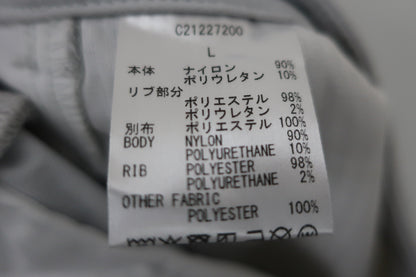 C21227200
L
本体 ナイロン 90%
ポリウレタン 10%
リブ部分
ポリエステル 98%
ポリウレタン 2%
別布 ポリエステル 100%
BODY NYLON 90%
POLYURETHANE 10%
RIB POLYESTER 98%
POLYURETHANE 2%
OTHER FABRIC
POLYESTER 100%